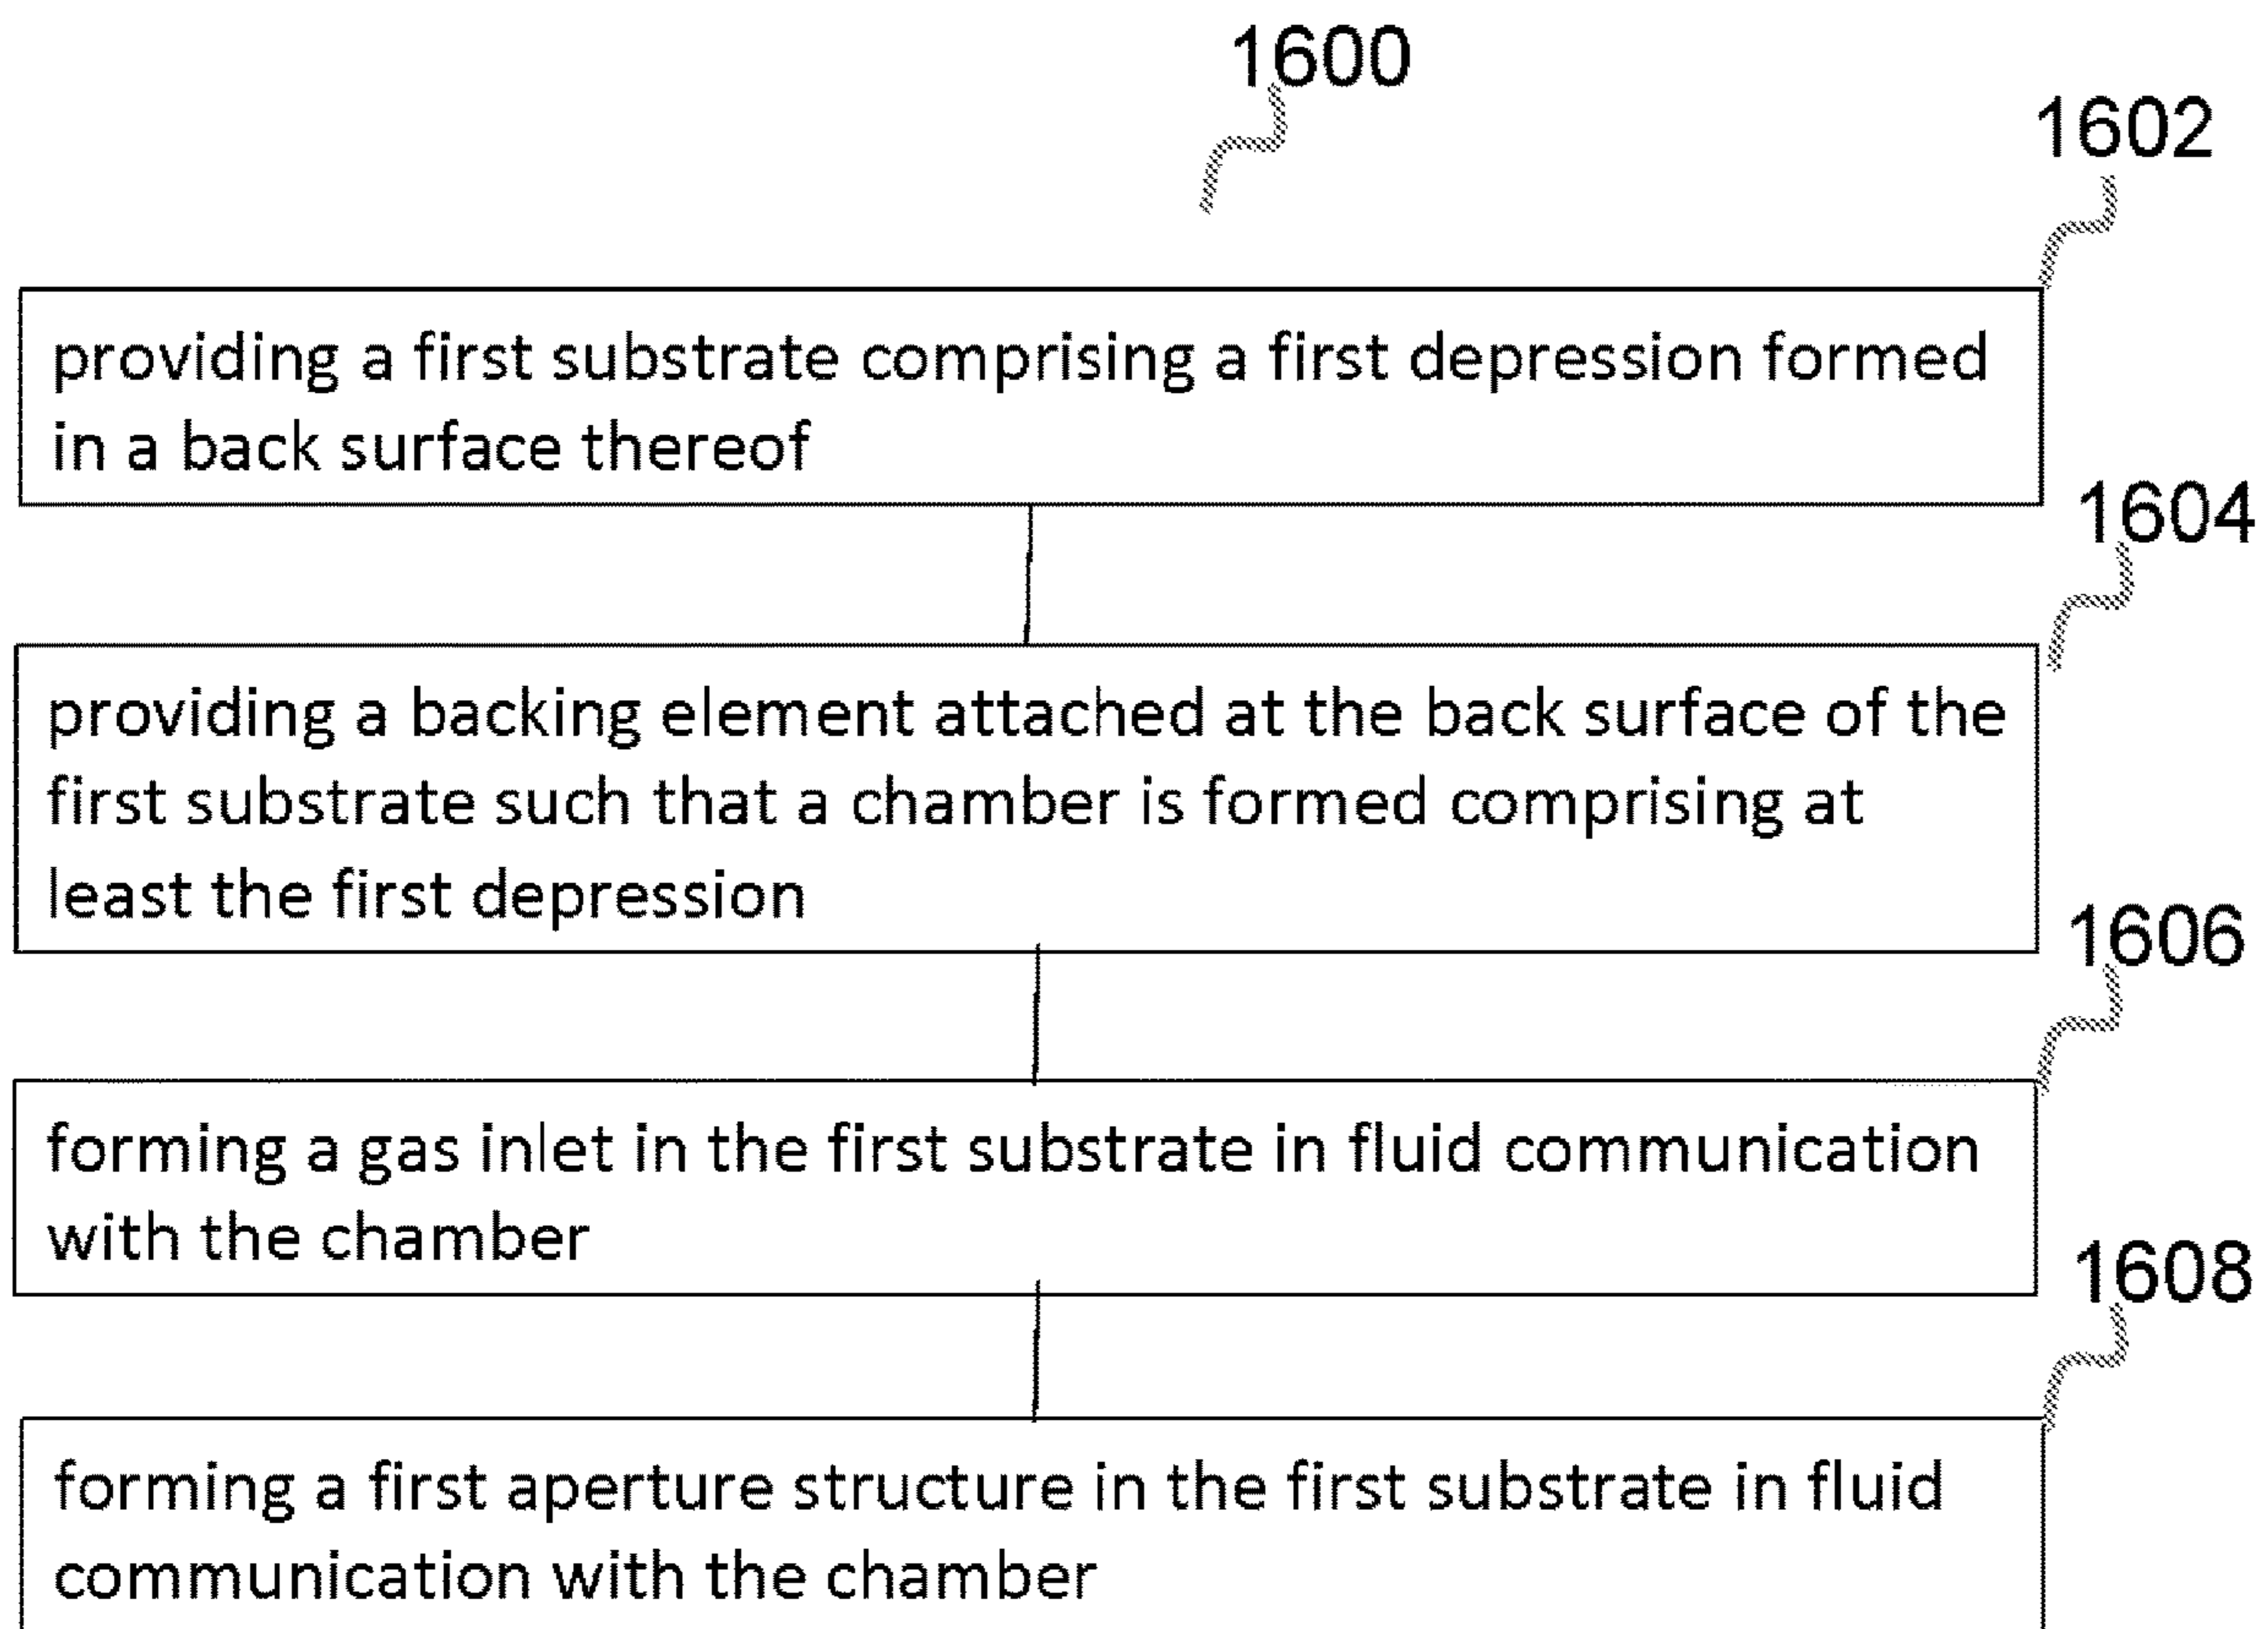 1600
1602
providing a first substrate comprising a first depression formed
in a back surface thereof
1604
providing a backing element attached at the back surface of the
first substrate such that a chamber is formed comprising at
least the first depression
1606
forming a gas inlet in the first substrate in fluid communication
with the chamber
1608
forming a first aperture structure in the first substrate in fluid
communication with the chamber